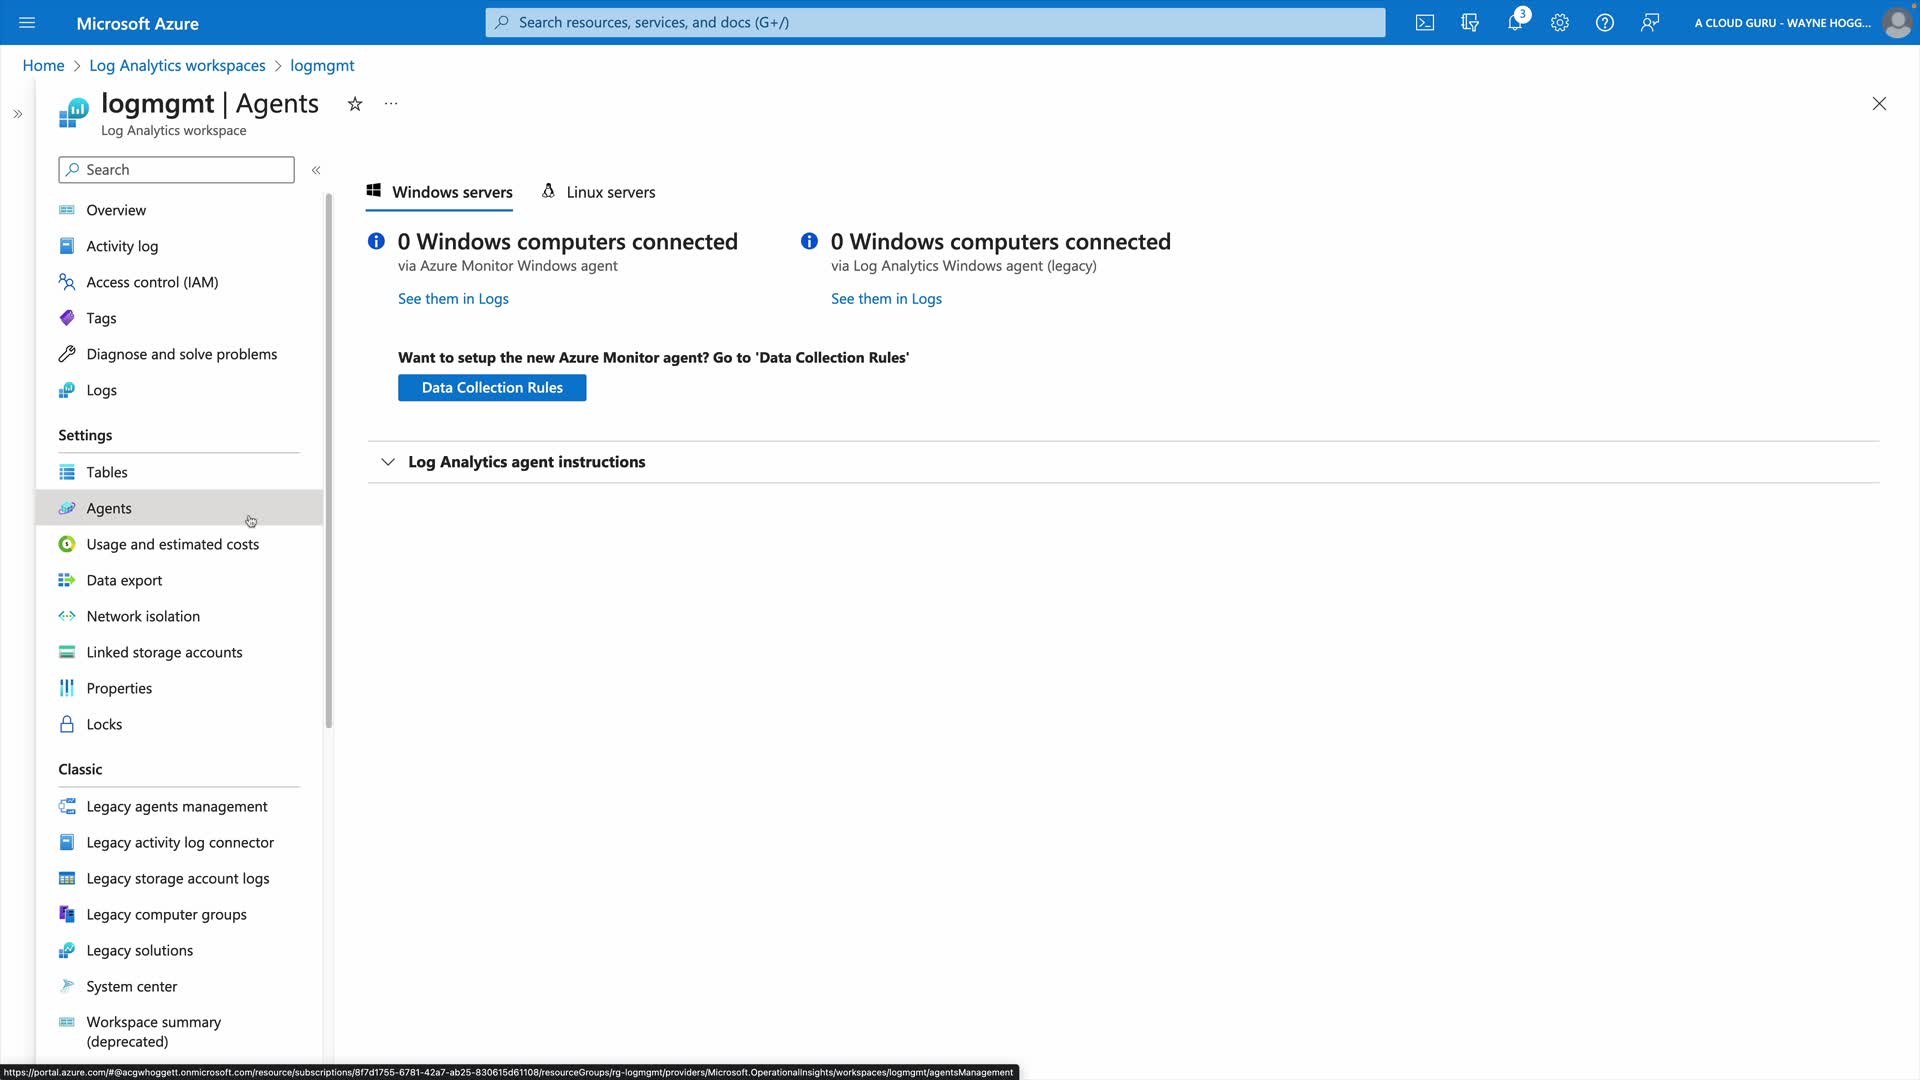 Microsoft Azure
Search resources, services, and docs (G+/)
3
A CLOUD GURU - WAYNE HOGG...
Home > Log Analytics workspaces > logmgmt
logmgmt | Agents
Log Analytics workspace
Search
Overview
Activity log
Access control (IAM)
Tags
Diagnose and solve problems
Logs
Settings
Tables
Agents
Usage and estimated costs
Data export
Network isolation
Linked storage accounts
Properties
Locks
Classic
Legacy agents management
Legacy activity log connector
Legacy storage account logs
Legacy computer groups
Legacy solutions
System center
Workspace summary
(deprecated)
Windows servers
Linux servers
0 Windows computers connected
via Azure Monitor Windows agent
See them in Logs
0 Windows computers connected
via Log Analytics Windows agent (legacy)
See them in Logs
Want to setup the new Azure Monitor agent? Go to 'Data Collection Rules'
Data Collection Rules
Log Analytics agent instructions
https://portal.azure.com/#@acgwhoggett.onmicrosoft.com/resource/subscriptions/8f7d1755-6781-42a7-ab25-830615d61108/resourceGroups/rg-logmgmt/providers/Microsoft.OperationalInsights/workspaces/logmgmt/agentsManagement